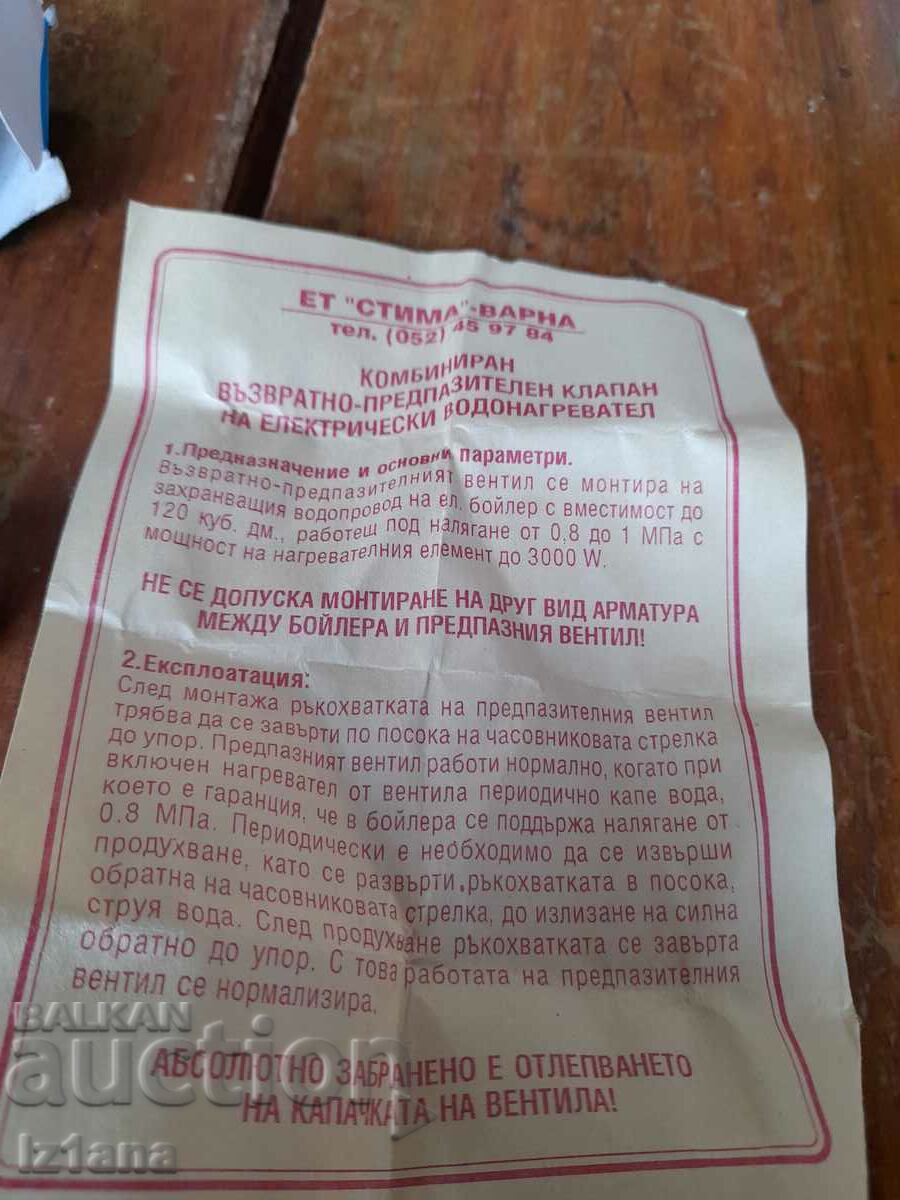 ЕТ "СТИМА"-ВАРНА
тел. (052) 45 97 84
КОМБИНИРАН
ВЪЗВРАТНО-ПРЕДПАЗИТЕЛЕН КЛАПАН
НА ЕЛЕКТРИЧЕСКИ ВОДОНАГРЕВАТЕЛ
1.Предназначение и основни параметри.
Възвратно-предпазителният вентил се монтира на
захранващия водопровод на ел. бойлер с вместимост до
120 куб. дм., работещ под налягане от 0,8 до 1 МПа с
мощност на нагревателния елемент до 3000 W.
НЕ СЕ ДОПУСКА МОНТИРАНЕ НА ДРУГ ВИД АРМАТУРА
МЕЖДУ БОЙЛЕРА И ПРЕДПАЗНИЯ ВЕНТИЛ!
2.Експлоатация:
След монтажа ръкохватката на предпазителния вентил
трябва да се завърти по посока на часовниковата стрелка
до упор. Предпазният вентил работи нормално, когато при
включен нагревател от вентила периодично капе вода,
което е гаранция, че в бойлера се поддържа налягане от
0.8 МПа. Периодически е необходимо да се извърши
продухване, като се развърти ръкохватката в посока,
обратна на часовниковата стрелка, до излизане на силна
струя вода. След продухване ръкохватката се завърта
обратно до упор. С това работата на предпазителния
вентил се нормализира.
АБСОЛЮТНО ЗАБРАНЕНО Е ОТЛЕПВАНЕТО
НА КАПАЧКАТА НА ВЕНТИЛА!
BALKAN
auction
iz1ana